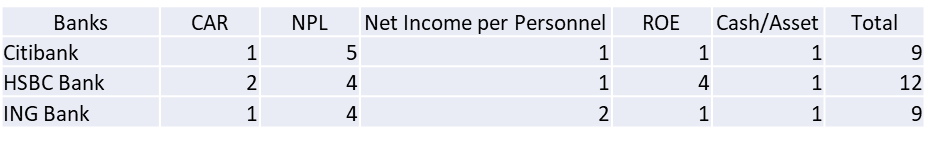 Banks CAR NPL Net Income per Personnel ROE Cash/Asset Total
Citibank 1 5 1 1 1 9
HSBC Bank 2 4 1 4 1 12
ING Bank 1 4 2 1 1 9